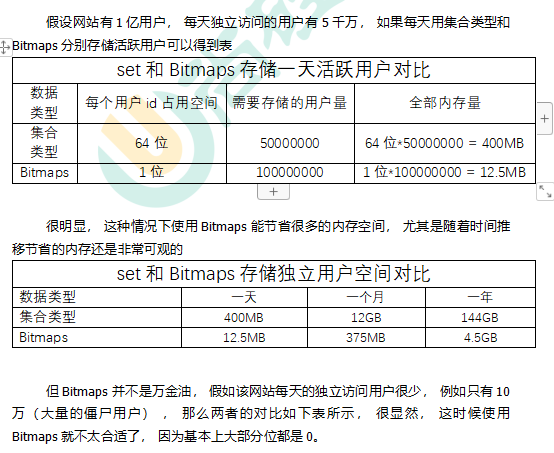 假设网站有 1 亿用户， 每天独立访问的用户有 5 千万， 如果每天用集合类型和
Bitmaps 分别存储活跃用户可以得到表
set 和 Bitmaps 存储一天活跃用户对比
数据
类型
每个用户 id 占用空间
需要存储的用户量
全部内存量
集合
类型
64 位
50000000
64 位*50000000 = 400MB
Bitmaps
1 位
100000000
1 位*100000000 = 12.5MB
很明显， 这种情况下使用 Bitmaps 能节省很多的内存空间， 尤其是随着时间推
移节省的内存还是非常可观的
set 和 Bitmaps 存储独立用户空间对比
数据类型
一天
一个月
一年
集合类型
400MB
12GB
144GB
Bitmaps
12.5MB
375MB
4.5GB
但 Bitmaps 并不是万金油， 假如该网站每天的独立访问用户很少， 例如只有 10
万（大量的僵尸用户） ， 那么两者的对比如下表所示， 很显然， 这时候使用
Bitmaps 就不太合适了， 因为基本上大部分位都是 0。